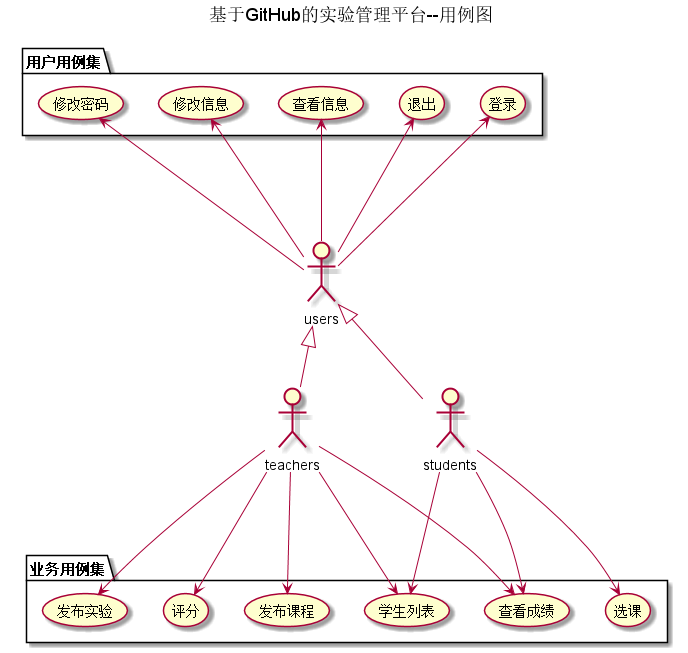 基于GitHub的实验管理平台--用例图
用户用例集
修改密码
修改信息
查看信息
退出
登录
users
teachers
students
业务用例集
发布实验
评分
发布课程
学生列表
查看成绩
选课